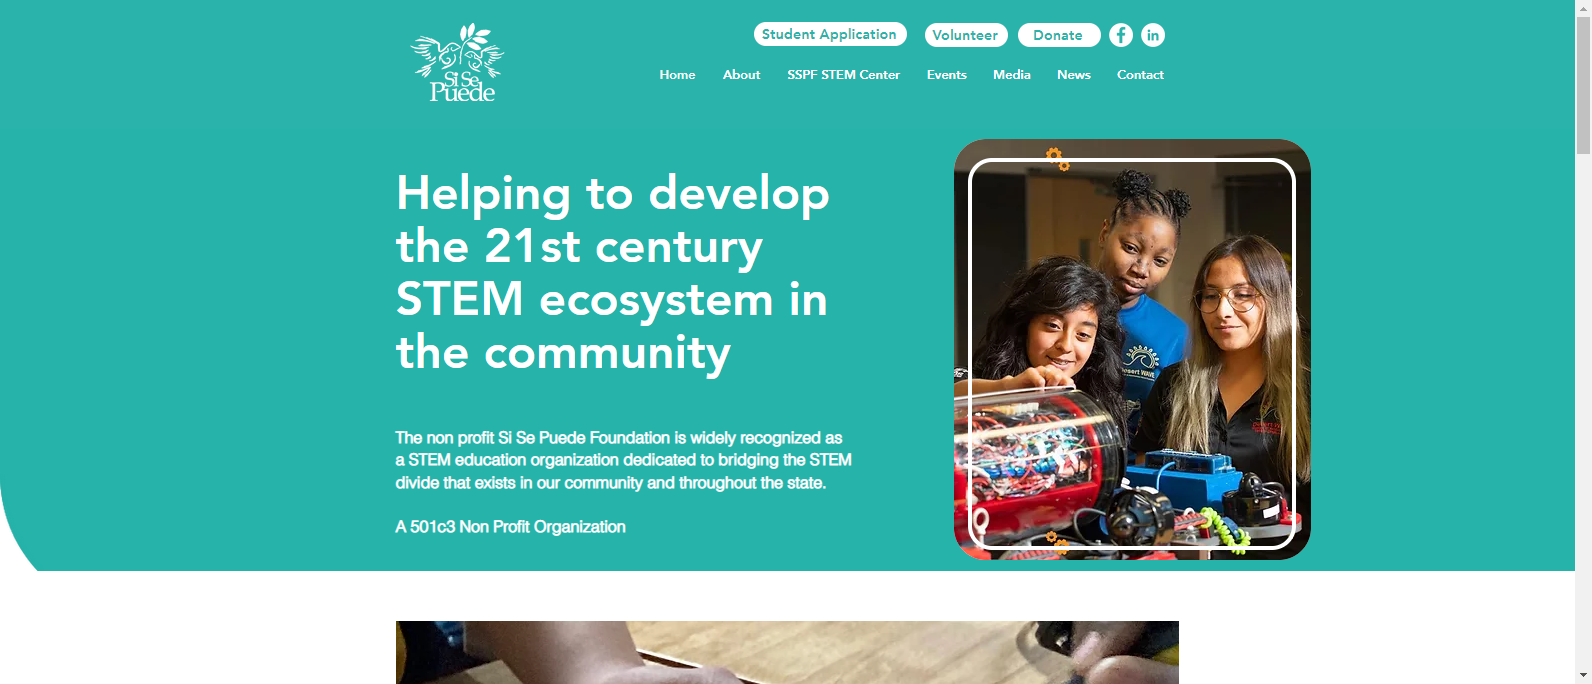 Si Se
Puede
Student Application
Volunteer
Donate
f
in
Home
About
SSPF STEM Center
Events
Media
News
Contact
Helping to develop
the 21st century
STEM ecosystem in
the community
The non profit Si Se Puede Foundation is widely recognized as
a STEM education organization dedicated to bridging the STEM
divide that exists in our community and throughout the state.
A 501c3 Non Profit Organization
Desert WAVE